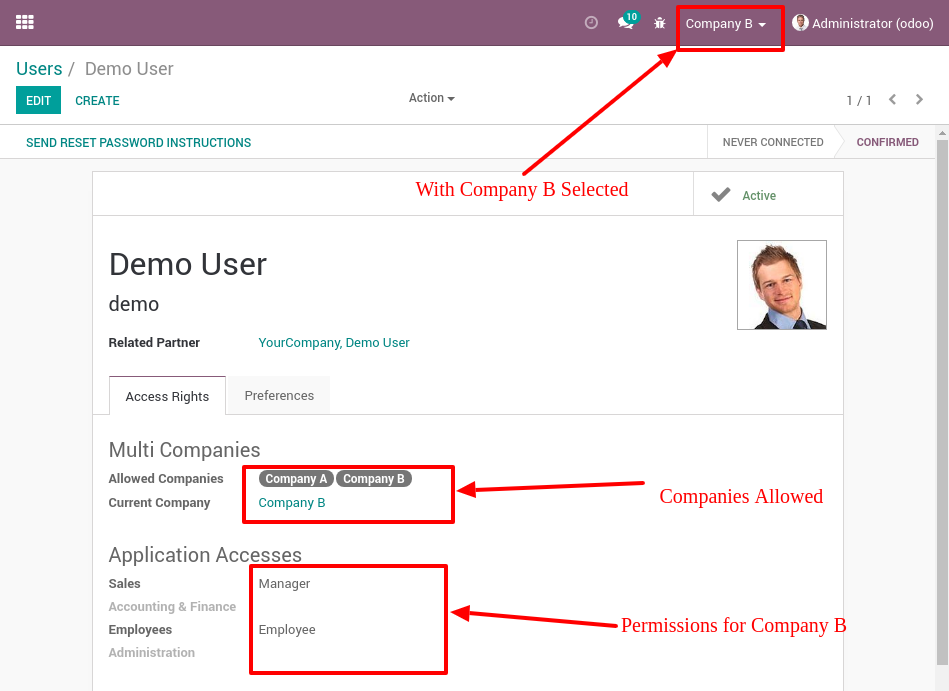 10 Company B Administrator (odoo)
Users / Demo User
EDIT CREATE Action 1 / 1
SEND RESET PASSWORD INSTRUCTIONS NEVER CONNECTED CONFIRMED
With Company B Selected
Active
Demo User
demo
Related Partner YourCompany, Demo User
Access Rights Preferences
Multi Companies
Allowed Companies Company A Company B
Current Company Company B
Companies Allowed
Application Accesses
Sales Manager
Accounting & Finance
Employees Employee
Permissions for Company B
Administration